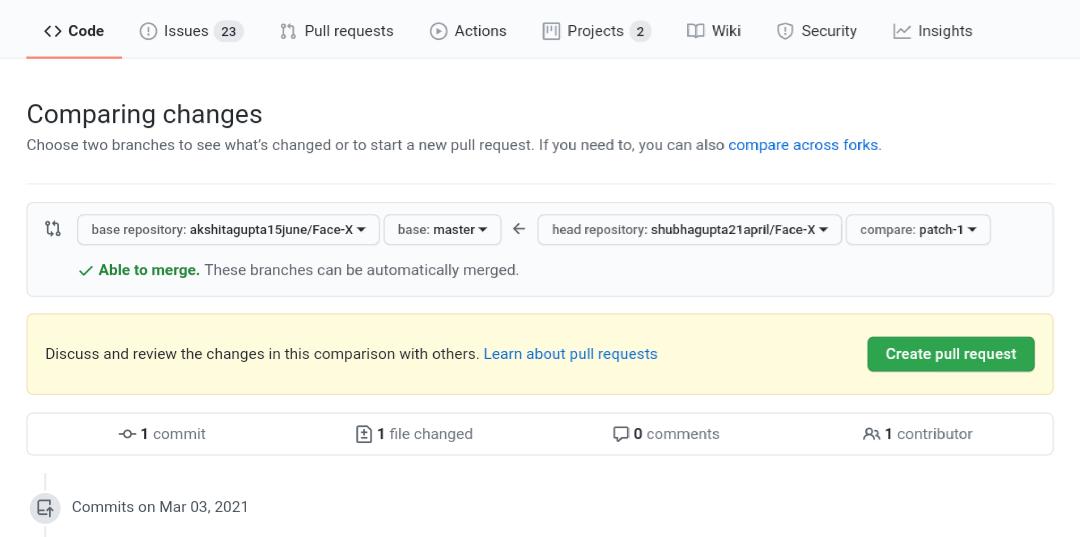 Code Issues 23 Pull requests Actions Projects 2 Wiki Security Insights
Comparing changes
Choose two branches to see what's changed or to start a new pull request. If you need to, you can also compare across forks.
base repository: akshitagupta15june/Face-X base: master ← head repository: shubhagupta21april/Face-X compare: patch-1
Able to merge. These branches can be automatically merged.
Discuss and review the changes in this comparison with others. Learn about pull requests Create pull request
1 commit 1 file changed 0 comments 1 contributor
Commits on Mar 03, 2021